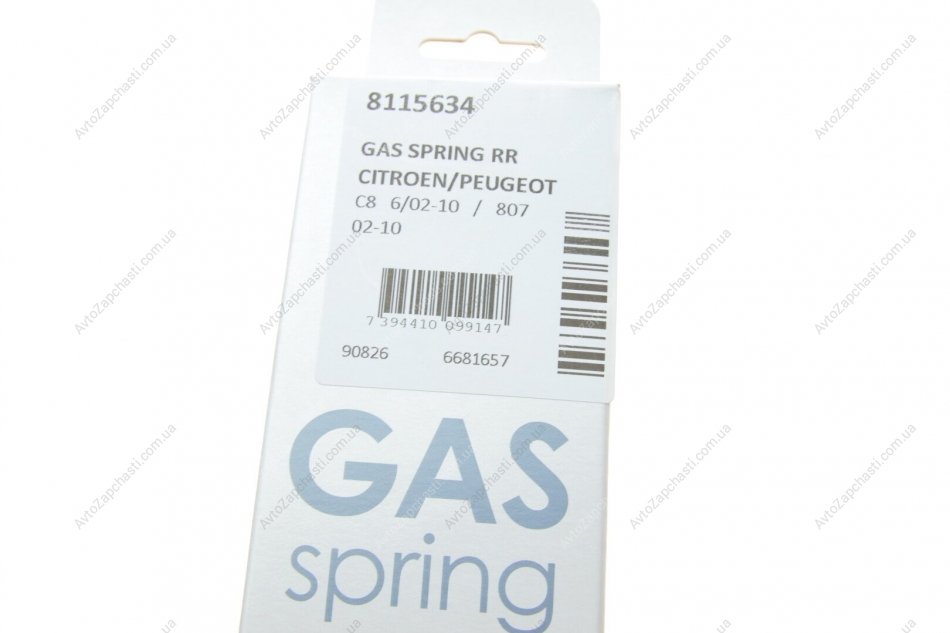 8115634
GAS SPRING RR
CITROEN/PEUGEOT
C8 6/02-10 / 807
02-10
7 394410 099147
90826 6681657
GAS
spring
AvtoZapchasti.com.ua